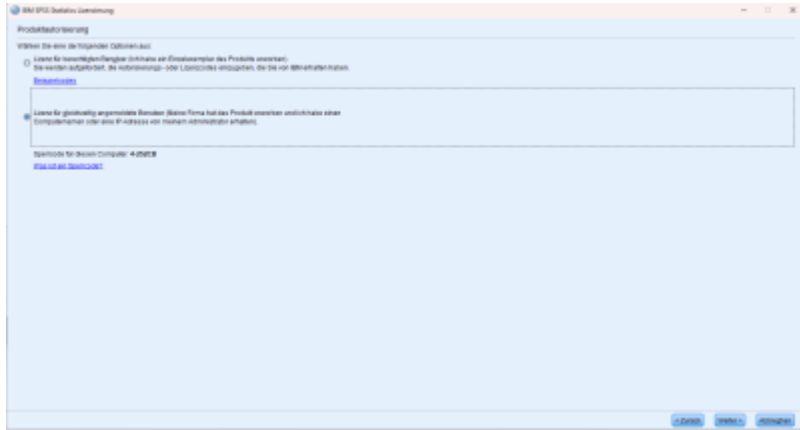 IBM SPSS Statistics Lizenzierung
Produktautorisierung
Wählen Sie eine der folgenden Optionen aus:
Lizenz für berechtigten Benutzer (Ich habe ein Einzelexemplar des Produkts erworben).
Sie werden aufgefordert, die Autorisierungs- oder Lizenzcodes einzugeben, die Sie von IBM erhalten haben.
Beispielcodes
Lizenz für gleichzeitig angemeldete Benutzer (Meine Firma hat das Produkt erworben und ich habe einen
Computernamen oder eine IP-Adresse von meinem Administrator erhalten).
Sperrcode für diesen Computer:
Was ist ein Sperrcode?
< Zurück
Weiter >
Abbrechen